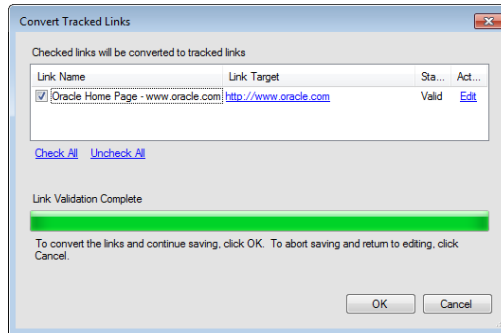 Convert Tracked Links
Checked links will be converted to tracked links
Link Name Link Target Sta... Act...
Oracle Home Page - www.oracle.com http://www.oracle.com Valid Edit
Check All Uncheck All
Link Validation Complete
To convert the links and continue saving, click OK. To abort saving and return to editing, click
Cancel.
OK Cancel